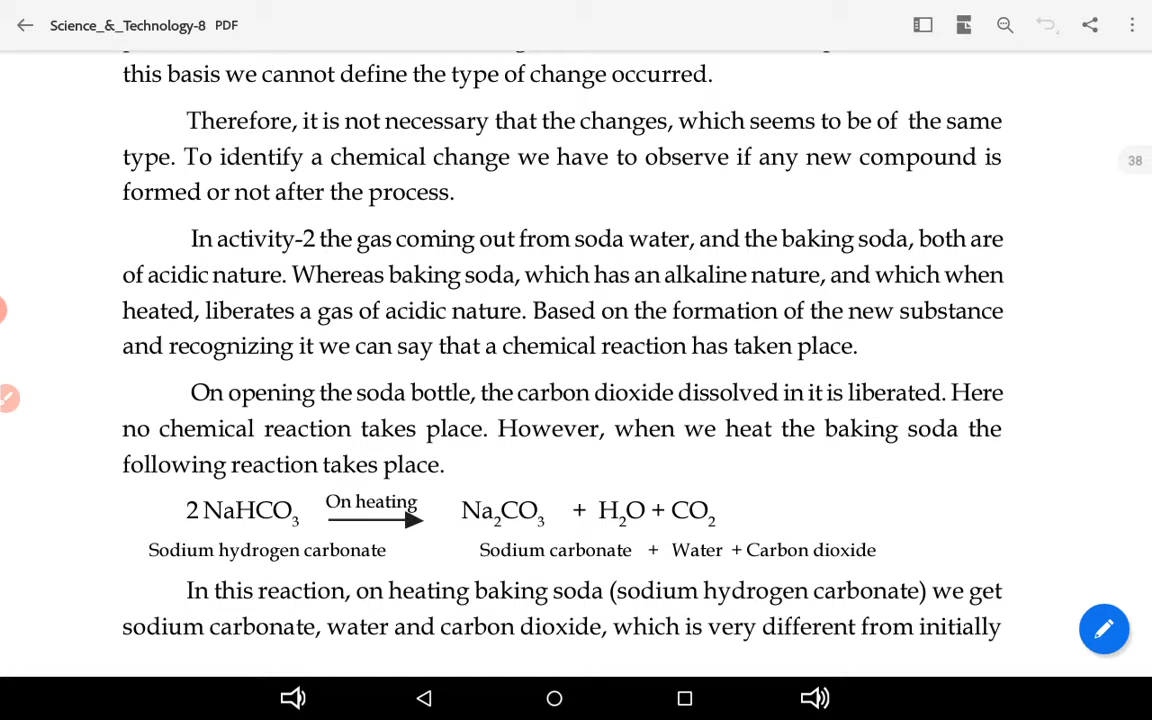 Science_&_Technology-8 PDF
this basis we cannot define the type of change occurred.
Therefore, it is not necessary that the changes, which seems to be of the same
type. To identify a chemical change we have to observe if any new compound is
formed or not after the process.
38
In activity-2 the gas coming out from soda water, and the baking soda, both are
of acidic nature. Whereas baking soda, which has an alkaline nature, and which when
heated, liberates a gas of acidic nature. Based on the formation of the new substance
and recognizing it we can say that a chemical reaction has taken place.
On opening the soda bottle, the carbon dioxide dissolved in it is liberated. Here
no chemical reaction takes place. However, when we heat the baking soda the
following reaction takes place.
2 NaHCO₃ On heating Na₂CO₃ + H₂O + CO₂
Sodium hydrogen carbonate Sodium carbonate + Water + Carbon dioxide
In this reaction, on heating baking soda (sodium hydrogen carbonate) we get
sodium carbonate, water and carbon dioxide, which is very different from initially